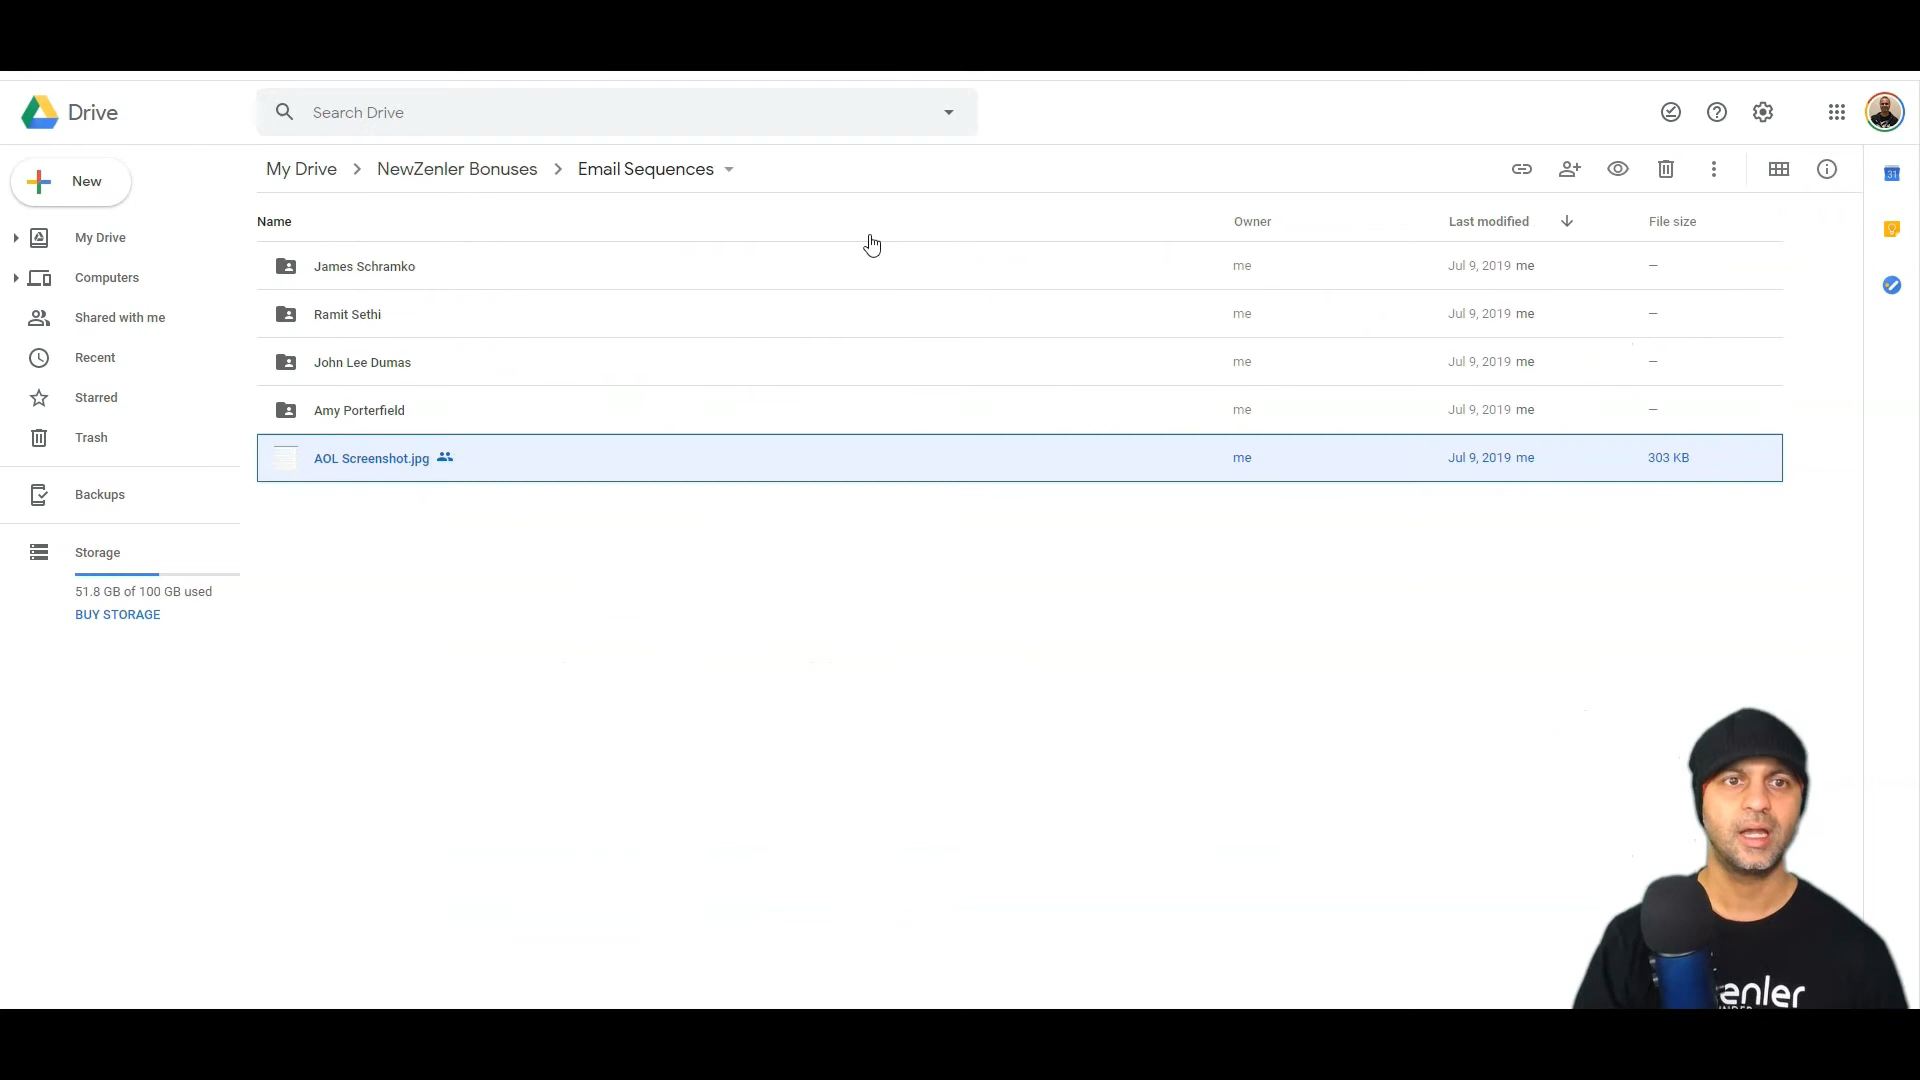 Drive
Search Drive
New
My Drive
NewZenler Bonuses
Email Sequences
31
My Drive
Computers
Shared with me
Recent
Starred
Trash
Backups
Storage
51.8 GB of 100 GB used
BUY STORAGE
Name Owner Last modified File size
James Schramko me Jul 9, 2019 me —
Ramit Sethi me Jul 9, 2019 me —
John Lee Dumas me Jul 9, 2019 me —
Amy Porterfield me Jul 9, 2019 me —
AOL Screenshot.jpg me Jul 9, 2019 me 303 KB
enler